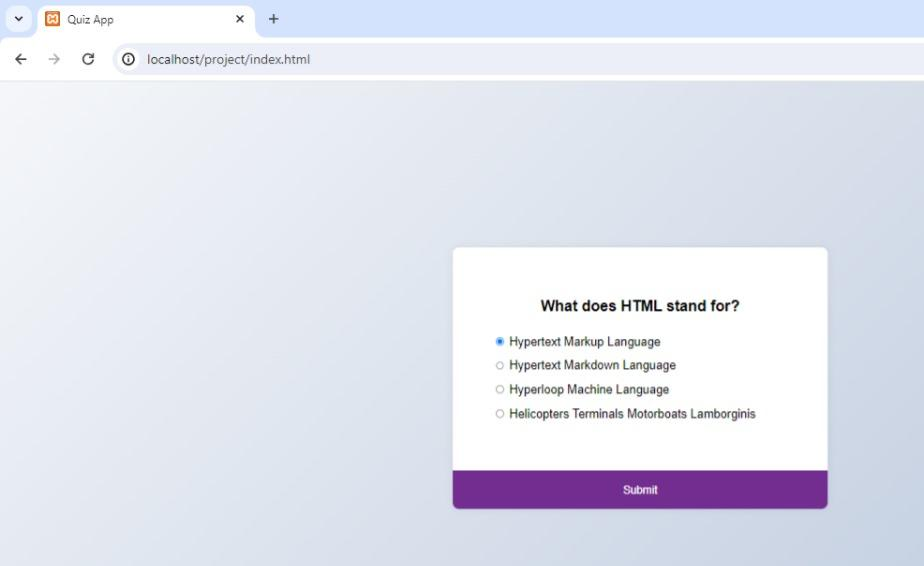 Quiz App
localhost/project/index.html
What does HTML stand for?
Hypertext Markup Language
Hypertext Markdown Language
Hyperloop Machine Language
Helicopters Terminals Motorboats Lamborginis
Submit